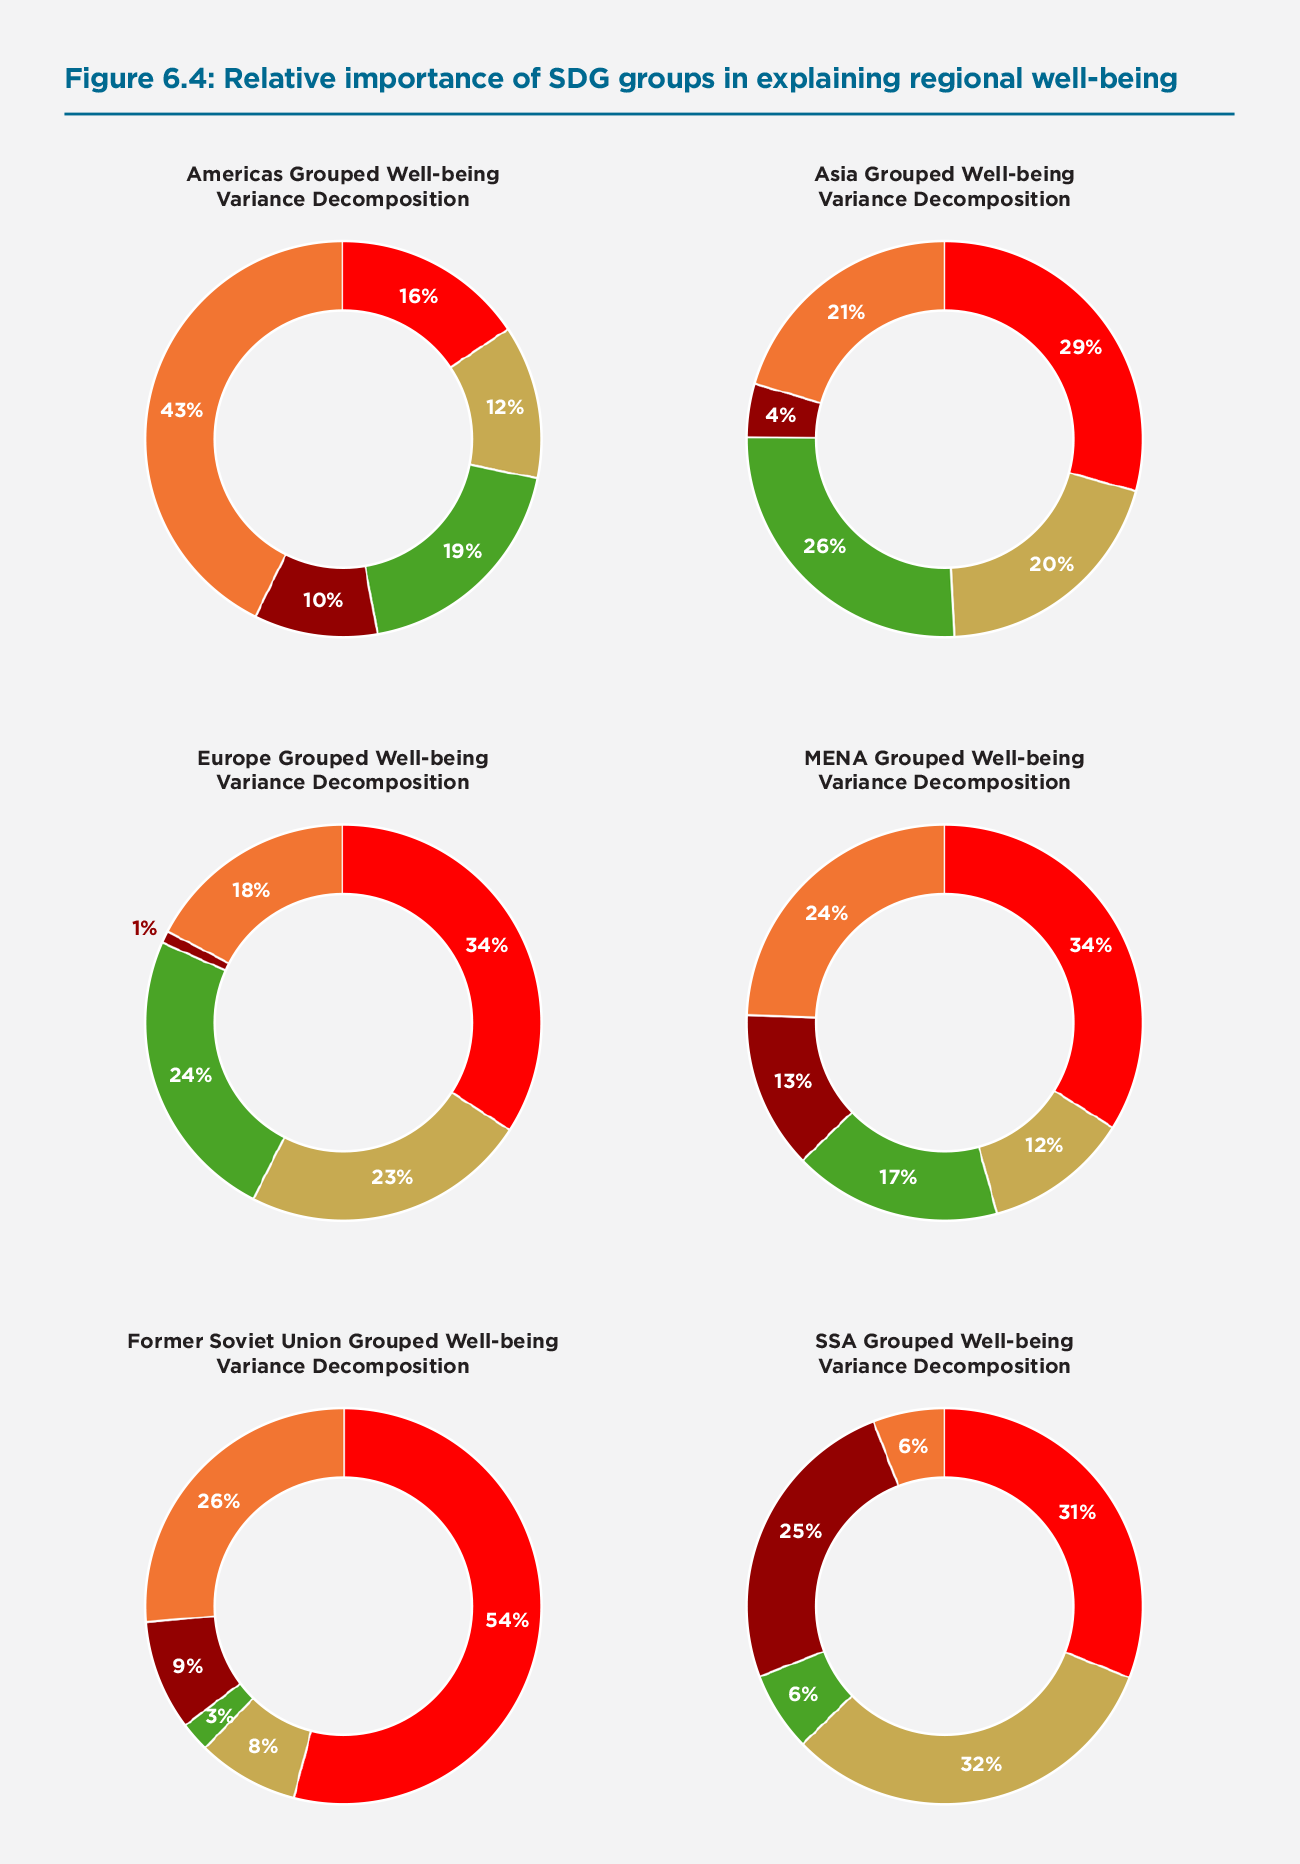 Figure 6.4: Relative importance of SDG groups in explaining regional well-being
Americas Grouped Well-being
Variance Decomposition
16%
12%
19%
10%
43%
Asia Grouped Well-being
Variance Decomposition
29%
20%
26%
4%
21%
Europe Grouped Well-being
Variance Decomposition
34%
23%
24%
1%
18%
MENA Grouped Well-being
Variance Decomposition
34%
12%
17%
13%
24%
Former Soviet Union Grouped Well-being
Variance Decomposition
54%
8%
3%
9%
26%
SSA Grouped Well-being
Variance Decomposition
31%
32%
6%
25%
6%